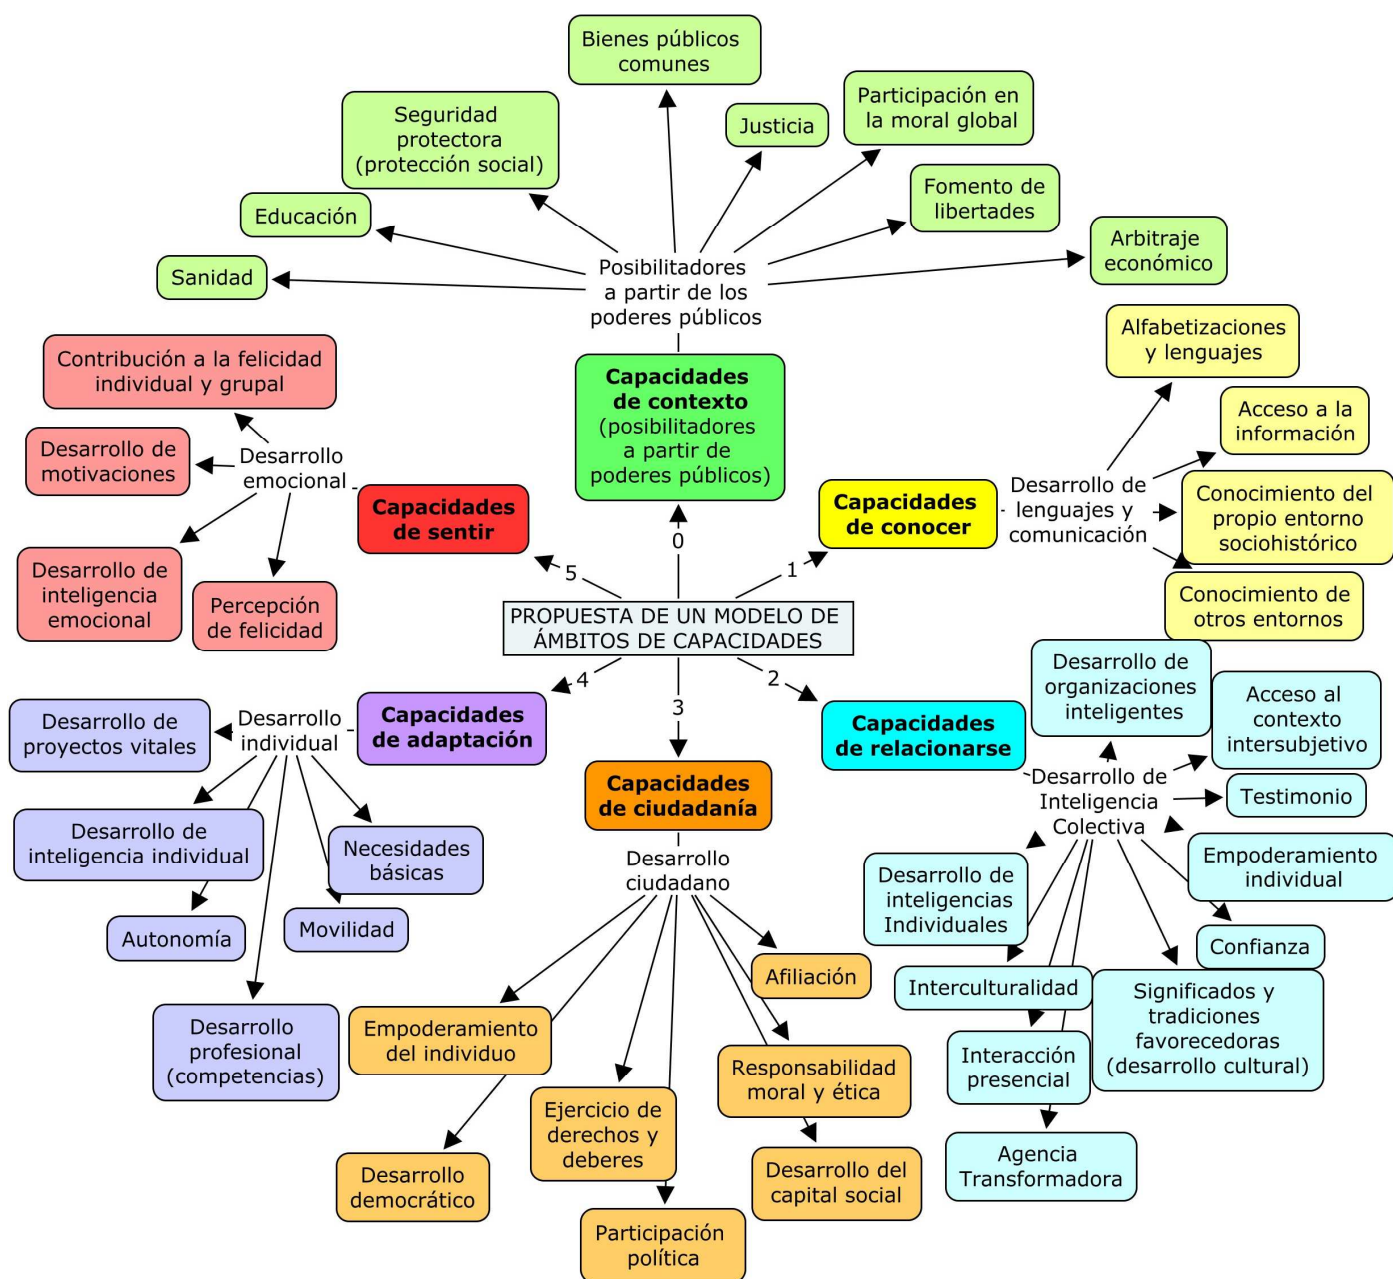 Bienes públicos
comunes
Seguridad
protectora
(protección social)
Justicia
Participación en
la moral global
Educación
Fomento de
libertades
Sanidad
Arbitraje
económico
Posibilitadores
a partir de los
poderes públicos
Capacidades
de contexto
(posibilitadores
a partir de
poderes públicos)
Contribución a la felicidad
individual y grupal
Desarrollo de
motivaciones
Desarrollo
emocional
Capacidades
de sentir
Desarrollo de
inteligencia
emocional
Percepción
de felicidad
Alfabetizaciones
y lenguajes
Acceso a la
información
Capacidades
de conocer
Desarrollo de
lenguajes y
comunicación
Conocimiento del
propio entorno
sociohistórico
Conocimiento de
otros entornos
0
1
5
PROPUESTA DE UN MODELO DE
ÁMBITOS DE CAPACIDADES
4
3
2
Desarrollo de
proyectos vitales
Desarrollo
individual
Capacidades
de adaptación
Desarrollo de
inteligencia individual
Necesidades
básicas
Autonomía
Movilidad
Desarrollo
profesional
(competencias)
Capacidades
de ciudadanía
Desarrollo
ciudadano
Afiliación
Empoderamiento
del individuo
Responsabilidad
moral y ética
Ejercicio de
derechos y
deberes
Desarrollo
democrático
Desarrollo del
capital social
Participación
política
Capacidades
de relacionarse
Desarrollo de
organizaciones
inteligentes
Acceso al
contexto
intersubjetivo
Desarrollo de
Inteligencia
Colectiva
Testimonio
Empoderamiento
individual
Desarrollo de
inteligencias
Individuales
Confianza
Interculturalidad
Significados y
tradiciones
favorecedoras
(desarrollo cultural)
Interacción
presencial
Agencia
Transformadora